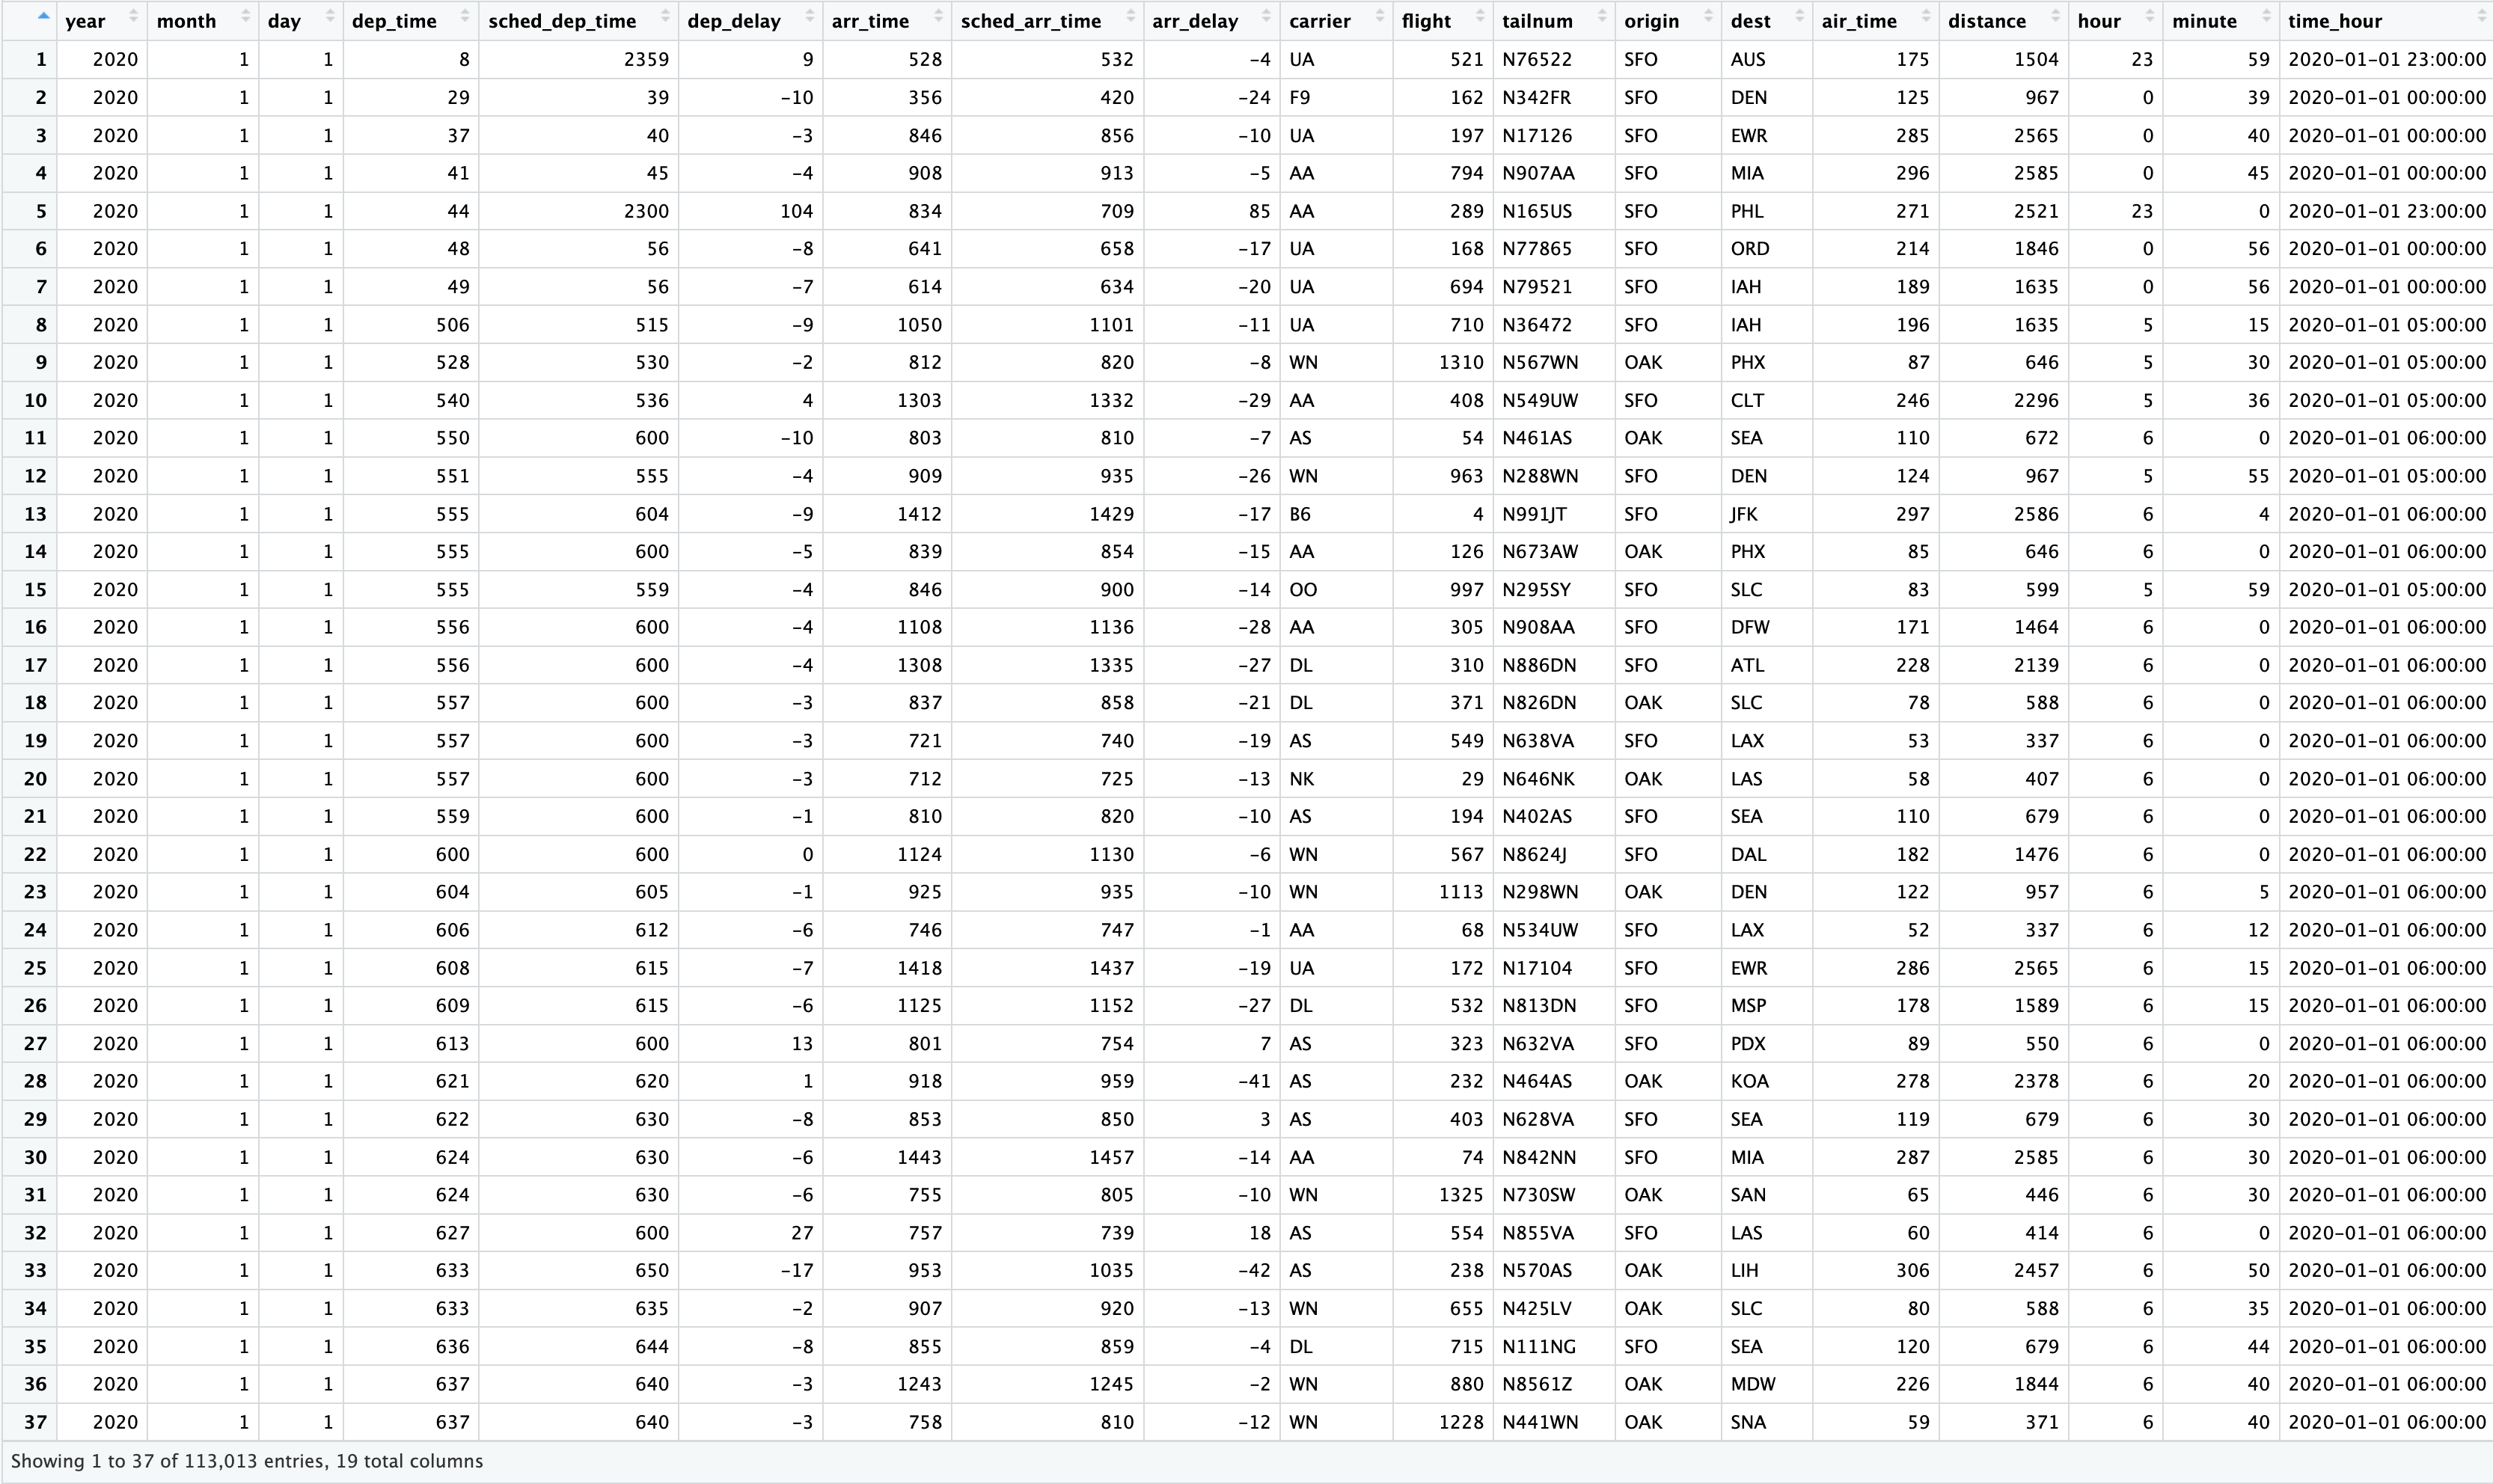 year month day dep_time sched_dep_time dep_delay arr_time sched_arr_time arr_delay carrier flight tailnum origin dest air_time distance hour minute time_hour
1 2020 1 1 8 2359 9 528 532 −4 UA 521 N76522 SFO AUS 175 1504 23 59 2020-01-01 23:00:00
2 2020 1 1 29 39 −10 356 420 −24 F9 162 N342FR SFO DEN 125 967 0 39 2020-01-01 00:00:00
3 2020 1 1 37 40 −3 846 856 −10 UA 197 N17126 SFO EWR 285 2565 0 40 2020-01-01 00:00:00
4 2020 1 1 41 45 −4 908 913 −5 AA 794 N907AA SFO MIA 296 2585 0 45 2020-01-01 00:00:00
5 2020 1 1 44 2300 104 834 709 85 AA 289 N165US SFO PHL 271 2521 23 0 2020-01-01 23:00:00
6 2020 1 1 48 56 −8 641 658 −17 UA 168 N77865 SFO ORD 214 1846 0 56 2020-01-01 00:00:00
7 2020 1 1 49 56 −7 614 634 −20 UA 694 N79521 SFO IAH 189 1635 0 56 2020-01-01 00:00:00
8 2020 1 1 506 515 −9 1050 1101 −11 UA 710 N36472 SFO IAH 196 1635 5 15 2020-01-01 05:00:00
9 2020 1 1 528 530 −2 812 820 −8 WN 1310 N567WN OAK PHX 87 646 5 30 2020-01-01 05:00:00
10 2020 1 1 540 536 4 1303 1332 −29 AA 408 N549UW SFO CLT 246 2296 5 36 2020-01-01 05:00:00
11 2020 1 1 550 600 −10 803 810 −7 AS 54 N461AS OAK SEA 110 672 6 0 2020-01-01 06:00:00
12 2020 1 1 551 555 −4 909 935 −26 WN 963 N288WN SFO DEN 124 967 5 55 2020-01-01 05:00:00
13 2020 1 1 555 604 −9 1412 1429 −17 B6 4 N991JT SFO JFK 297 2586 6 4 2020-01-01 06:00:00
14 2020 1 1 555 600 −5 839 854 −15 AA 126 N673AW OAK PHX 85 646 6 0 2020-01-01 06:00:00
15 2020 1 1 555 559 −4 846 900 −14 OO 997 N295SY SFO SLC 83 599 5 59 2020-01-01 05:00:00
16 2020 1 1 556 600 −4 1108 1136 −28 AA 305 N908AA SFO DFW 171 1464 6 0 2020-01-01 06:00:00
17 2020 1 1 556 600 −4 1308 1335 −27 DL 310 N886DN SFO ATL 228 2139 6 0 2020-01-01 06:00:00
18 2020 1 1 557 600 −3 837 858 −21 DL 371 N826DN OAK SLC 78 588 6 0 2020-01-01 06:00:00
19 2020 1 1 557 600 −3 721 740 −19 AS 549 N638VA SFO LAX 53 337 6 0 2020-01-01 06:00:00
20 2020 1 1 557 600 −3 712 725 −13 NK 29 N646NK OAK LAS 58 407 6 0 2020-01-01 06:00:00
21 2020 1 1 559 600 −1 810 820 −10 AS 194 N402AS SFO SEA 110 679 6 0 2020-01-01 06:00:00
22 2020 1 1 600 600 0 1124 1130 −6 WN 567 N8624J SFO DAL 182 1476 6 0 2020-01-01 06:00:00
23 2020 1 1 604 605 −1 925 935 −10 WN 1113 N298WN OAK DEN 122 957 6 5 2020-01-01 06:00:00
24 2020 1 1 606 612 −6 746 747 −1 AA 68 N534UW SFO LAX 52 337 6 12 2020-01-01 06:00:00
25 2020 1 1 608 615 −7 1418 1437 −19 UA 172 N17104 SFO EWR 286 2565 6 15 2020-01-01 06:00:00
26 2020 1 1 609 615 −6 1125 1152 −27 DL 532 N813DN SFO MSP 178 1589 6 15 2020-01-01 06:00:00
27 2020 1 1 613 600 13 801 754 7 AS 323 N632VA SFO PDX 89 550 6 0 2020-01-01 06:00:00
28 2020 1 1 621 620 1 918 959 −41 AS 232 N464AS OAK KOA 278 2378 6 20 2020-01-01 06:00:00
29 2020 1 1 622 630 −8 853 850 3 AS 403 N628VA SFO SEA 119 679 6 30 2020-01-01 06:00:00
30 2020 1 1 624 630 −6 1443 1457 −14 AA 74 N842NN SFO MIA 287 2585 6 30 2020-01-01 06:00:00
31 2020 1 1 624 630 −6 755 805 −10 WN 1325 N730SW OAK SAN 65 446 6 30 2020-01-01 06:00:00
32 2020 1 1 627 600 27 757 739 18 AS 554 N855VA SFO LAS 60 414 6 0 2020-01-01 06:00:00
33 2020 1 1 633 650 −17 953 1035 −42 AS 238 N570AS OAK LIH 306 2457 6 50 2020-01-01 06:00:00
34 2020 1 1 633 635 −2 907 920 −13 WN 655 N425LV OAK SLC 80 588 6 35 2020-01-01 06:00:00
35 2020 1 1 636 644 −8 855 859 −4 DL 715 N111NG SFO SEA 120 679 6 44 2020-01-01 06:00:00
36 2020 1 1 637 640 −3 1243 1245 −2 WN 880 N8561Z OAK MDW 226 1844 6 40 2020-01-01 06:00:00
37 2020 1 1 637 640 −3 758 810 −12 WN 1228 N441WN OAK SNA 59 371 6 40 2020-01-01 06:00:00
Showing 1 to 37 of 113,013 entries, 19 total columns